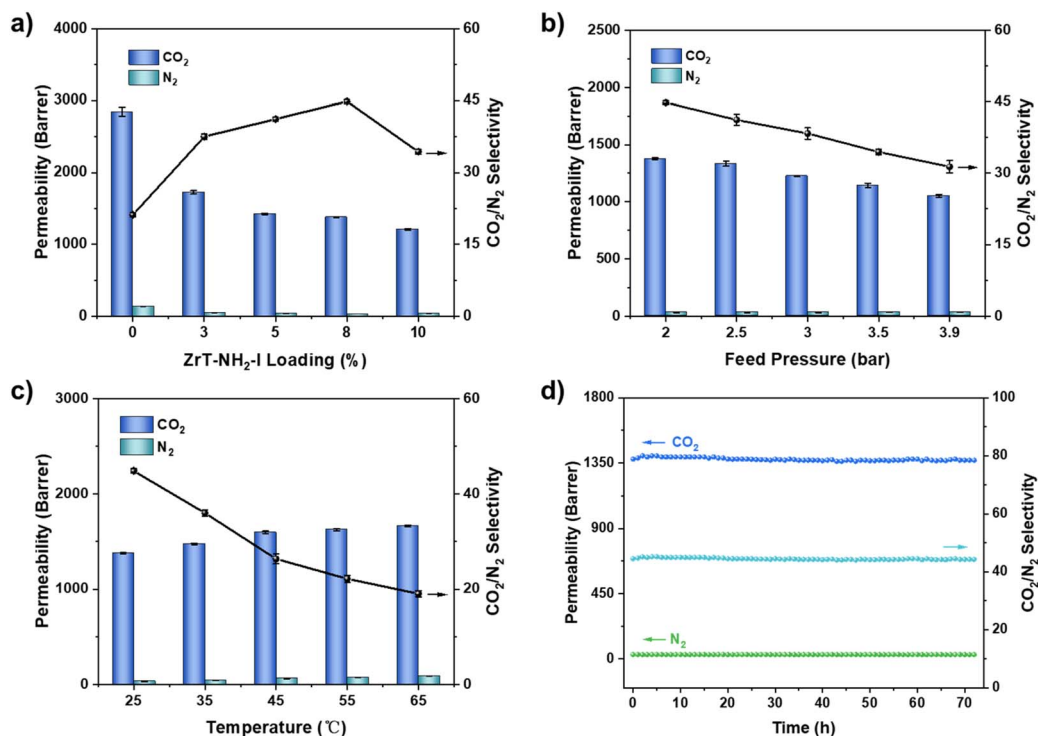 a)
Permeability (Barrer)
4000
3000
2000
1000
0
CO₂
N₂
60
45
30
15
0
CO₂/N₂ Selectivity
0 3 5 8 10
ZrT-NH₂-I Loading (%)
b)
Permeability (Barrer)
2500
2000
1500
1000
500
0
CO₂
N₂
60
45
30
15
0
CO₂/N₂ Selectivity
2 2.5 3 3.5 3.9
Feed Pressure (bar)
c)
Permeability (Barrer)
3000
2000
1000
0
CO₂
N₂
60
40
20
0
CO₂/N₂ Selectivity
25 35 45 55 65
Temperature (℃)
d)
Permeability (Barrer)
1800
1350
900
450
0
CO₂
N₂
100
80
60
40
20
0
CO₂/N₂ Selectivity
0 10 20 30 40 50 60 70
Time (h)